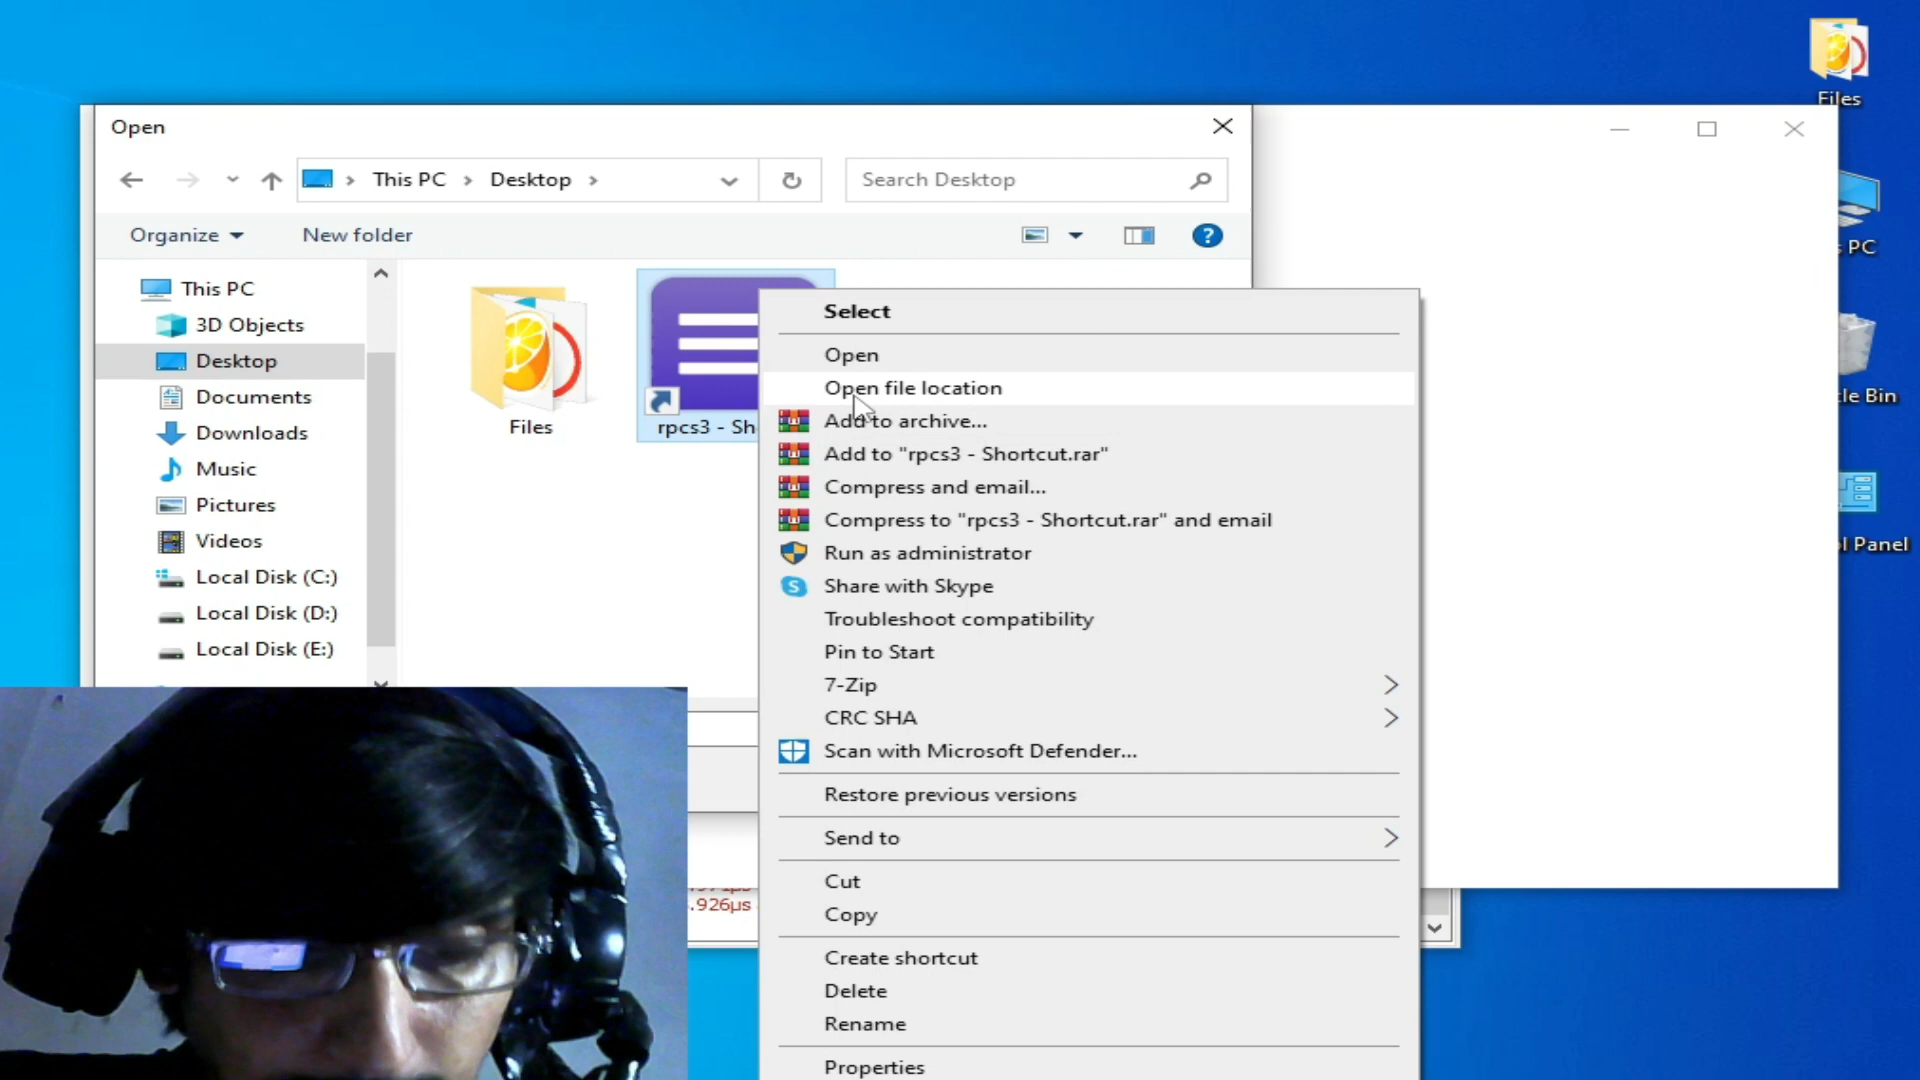 Files
Open
This PC
Desktop
Search Desktop
Organize
New folder
This PC
3D Objects
Desktop
Documents
Downloads
Music
Pictures
Videos
Local Disk (C:)
Local Disk (D:)
Local Disk (E:)
Files
rpcs3 - Sh
Select
Open
Open file location
Add to archive...
Add to "rpcs3 - Shortcut.rar"
Compress and email...
Compress to "rpcs3 - Shortcut.rar" and email
Run as administrator
Share with Skype
Troubleshoot compatibility
Pin to Start
7-Zip
CRC SHA
Scan with Microsoft Defender...
Restore previous versions
Send to
Cut
Copy
Create shortcut
Delete
Rename
Properties
PC
cle Bin
ol Panel
.926µs